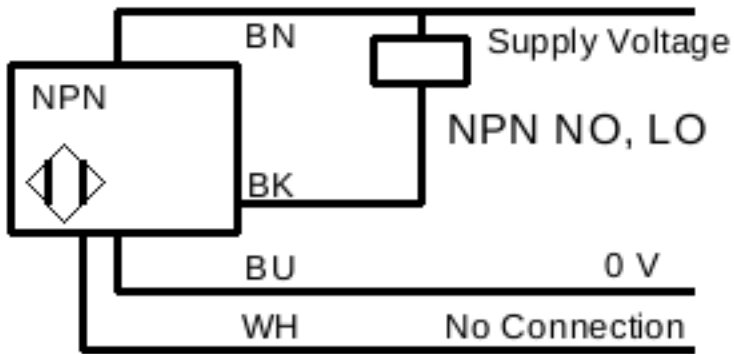 BN
Supply Voltage
NPN
NPN NO, LO
BK
BU
0 V
WH
No Connection